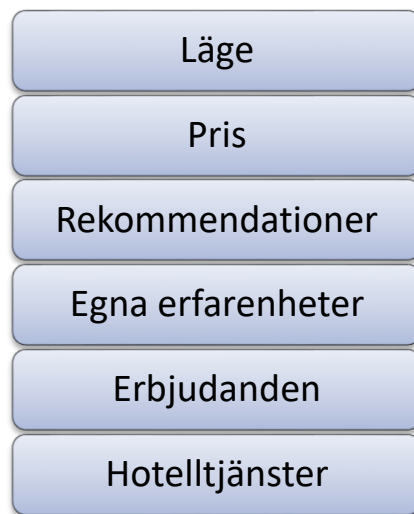 Läge
Pris
Rekommendationer
Egna erfarenheter
Erbjudanden
Hotelltjänster